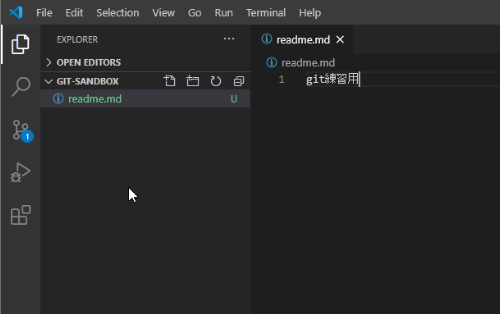 File Edit Selection View Go Run Terminal Help
EXPLORER ···
readme.md ×
OPEN EDITORS
readme.md
GIT-SANDBOX
1 git練習用
readme.md U
1